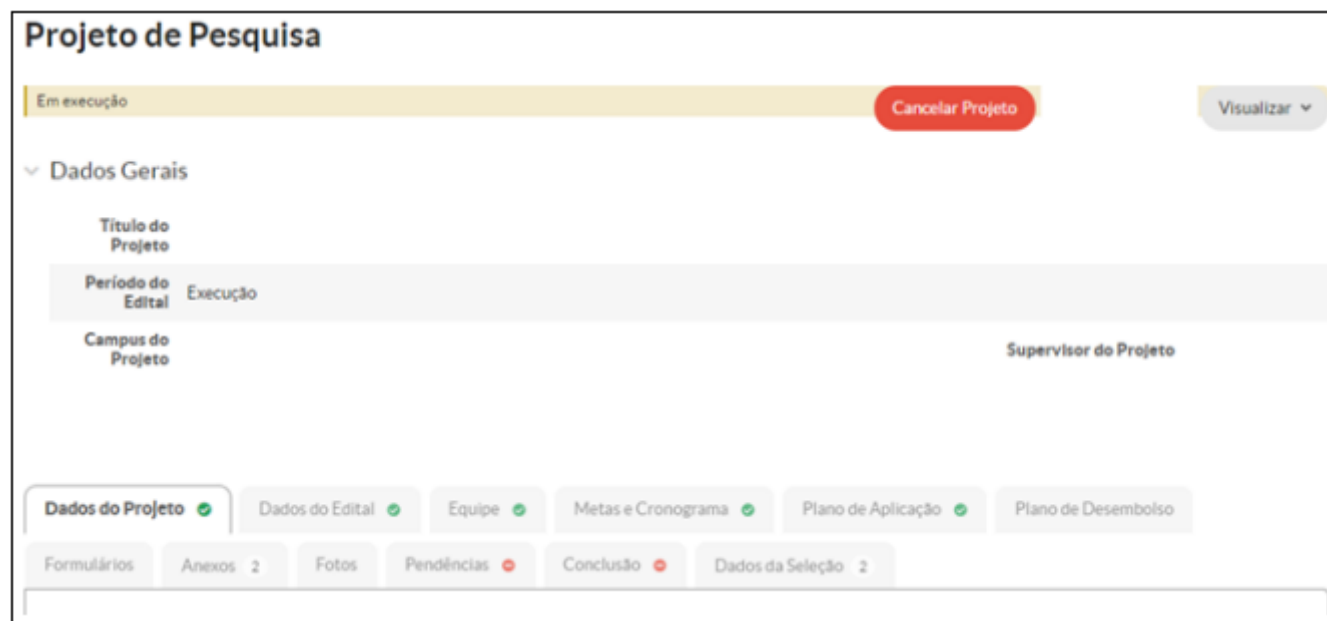 Projeto de Pesquisa
Em execução
Cancelar Projeto
Visualizar
Dados Gerais
Título do
Projeto
Período do
Edital
Execução
Campus do
Projeto
Supervisor do Projeto
Dados do Projeto
Dados do Edital
Equipe
Metas e Cronograma
Plano de Aplicação
Plano de Desembolso
Formulários
Anexos 2
Fotos
Pendências
Conclusão
Dados da Seleção 2